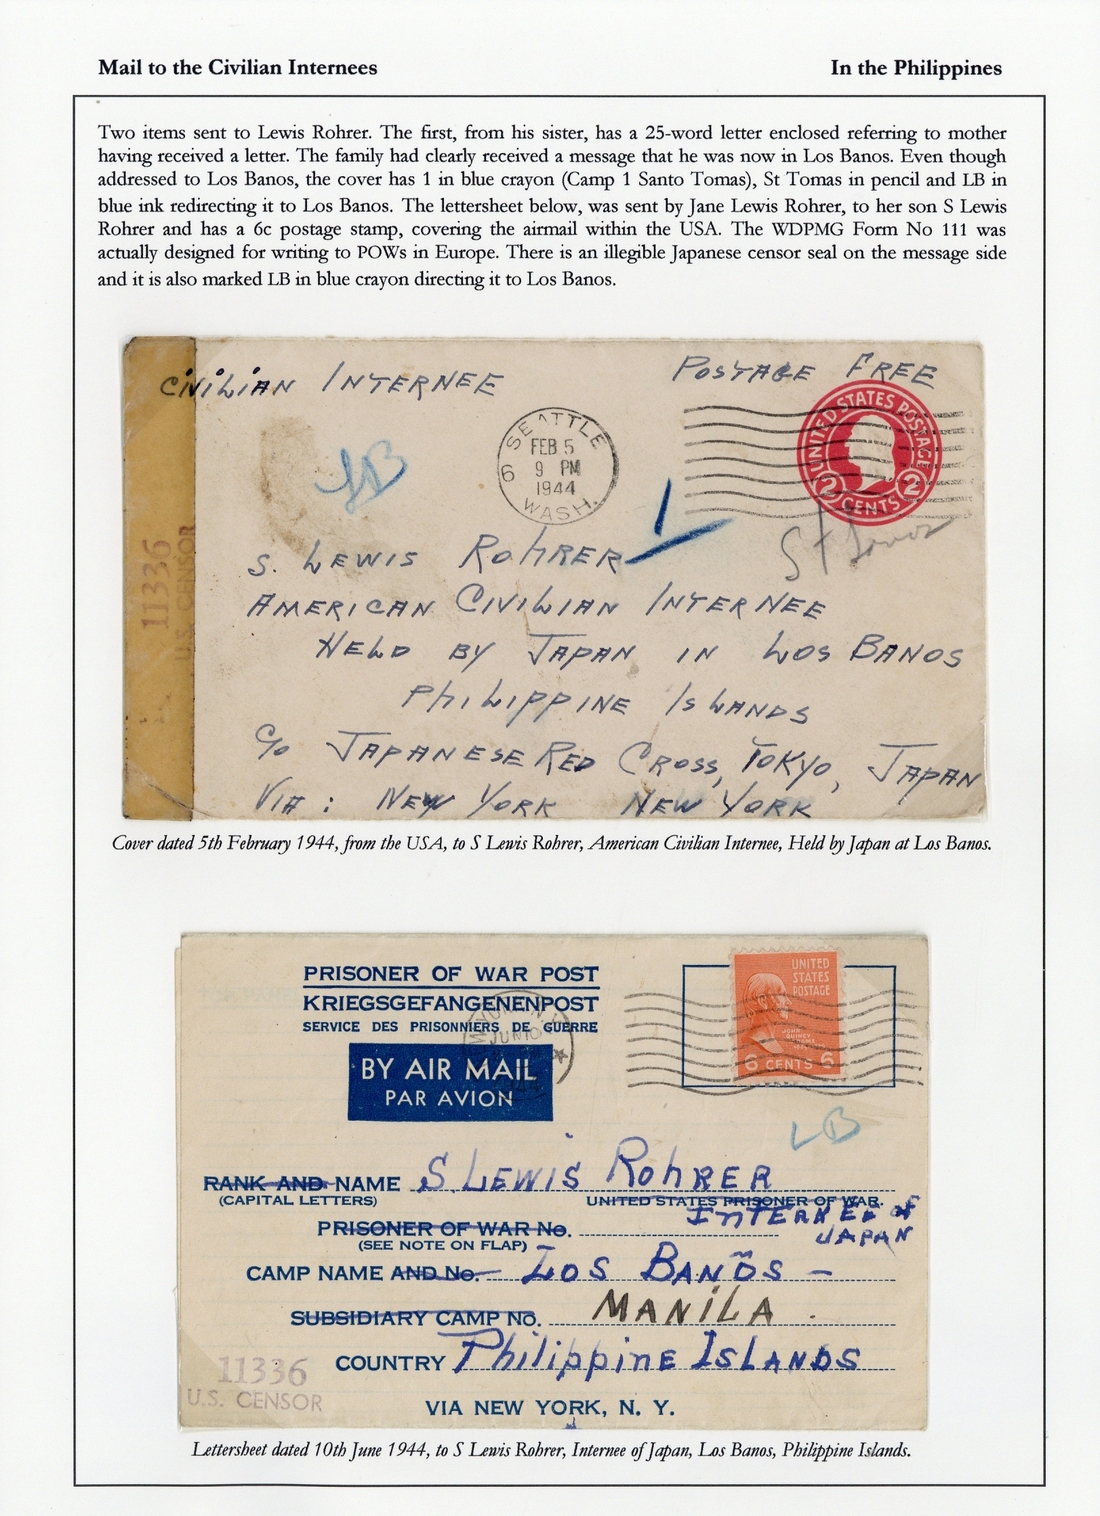 Mail to the Civilian Internees
In the Philippines
Two items sent to Lewis Rohrer. The first, from his sister, has a 25-word letter enclosed referring to mother
having received a letter. The family had clearly received a message that he was now in Los Banos. Even though
addressed to Los Banos, the cover has 1 in blue crayon (Camp 1 Santo Tomas), St Tomas in pencil and LB in
blue ink redirecting it to Los Banos. The lettersheet below, was sent by Jane Lewis Rohrer, to her son S Lewis
Rohrer and has a 6c postage stamp, covering the airmail within the USA. The WDPMG Form No 111 was
actually designed for writing to POWs in Europe. There is an illegible Japanese censor seal on the message side
and it is also marked LB in blue crayon directing it to Los Banos.
CIVILIAN INTERNEE
POSTAGE FREE
SEATTLE
FEB 5
9 PM
1944
WASH.
6
UNITED STATES POSTAGE
2 CENTS 2
LB
1
St Tomas
11336
U.S. CENSOR
S. LEWIS ROHRER
AMERICAN CIVILIAN INTERNEE
HELD BY JAPAN IN LOS BANOS
PHILIPPINE ISLANDS
c/o JAPANESE RED CROSS, TOKYO, JAPAN
VIA: NEW YORK NEW YORK
Cover dated 5th February 1944, from the USA, to S Lewis Rohrer, American Civilian Internee, Held by Japan at Los Banos.
PRISONER OF WAR POST
KRIEGSGEFANGENENPOST
SERVICE DES PRISONNIERS DE GUERRE
BY AIR MAIL
PAR AVION
JUN 10
UNITED
STATES
POSTAGE
JOHN
QUINCY
ADAMS
6 CENTS 6
LB
RANK AND NAME S. LEWIS ROHRER
(CAPITAL LETTERS)
UNITED STATES PRISONER OF WAR.
INTERNEE of
JAPAN
PRISONER OF WAR No.
(SEE NOTE ON FLAP)
CAMP NAME AND No. LOS BAÑOS –
SUBSIDIARY CAMP NO. MANILA .
COUNTRY Philippine ISLANDS
11336
U.S. CENSOR
VIA NEW YORK, N. Y.
Lettersheet dated 10th June 1944, to S Lewis Rohrer, Internee of Japan, Los Banos, Philippine Islands.